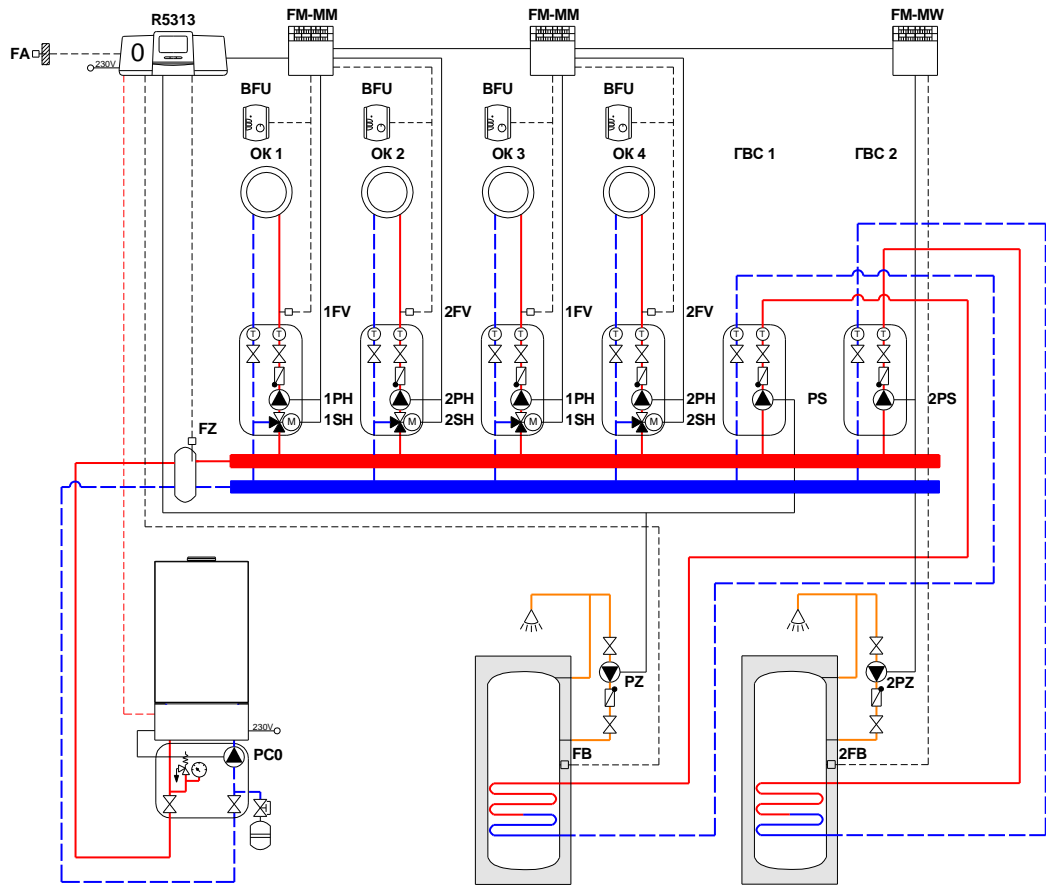 R5313
FM-MM
FM-MM
FM-MW
FA
0
230V
BFU
BFU
BFU
BFU
ОК 1
ОК 2
ОК 3
ОК 4
ГВС 1
ГВС 2
1FV
2FV
1FV
2FV
T
T
T
T
T
T
T
T
T
T
T
T
1PH
2PH
1PH
2PH
PS
2PS
M
1SH
M
2SH
M
1SH
M
2SH
FZ
PZ
2PZ
230V
PC0
FB
2FB